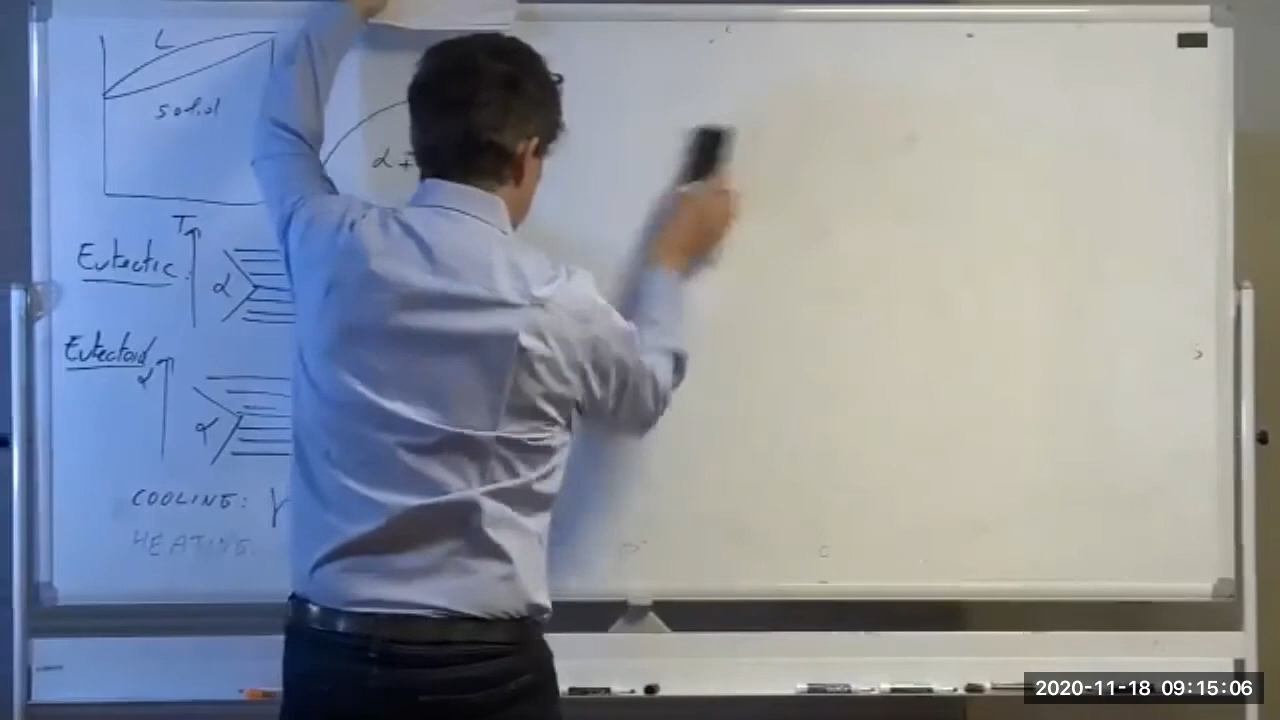 L
solid
α +
T
Eutectic
α
Eutectoid
α
COOLING: γ
HEATING.
2020-11-18 09:15:06